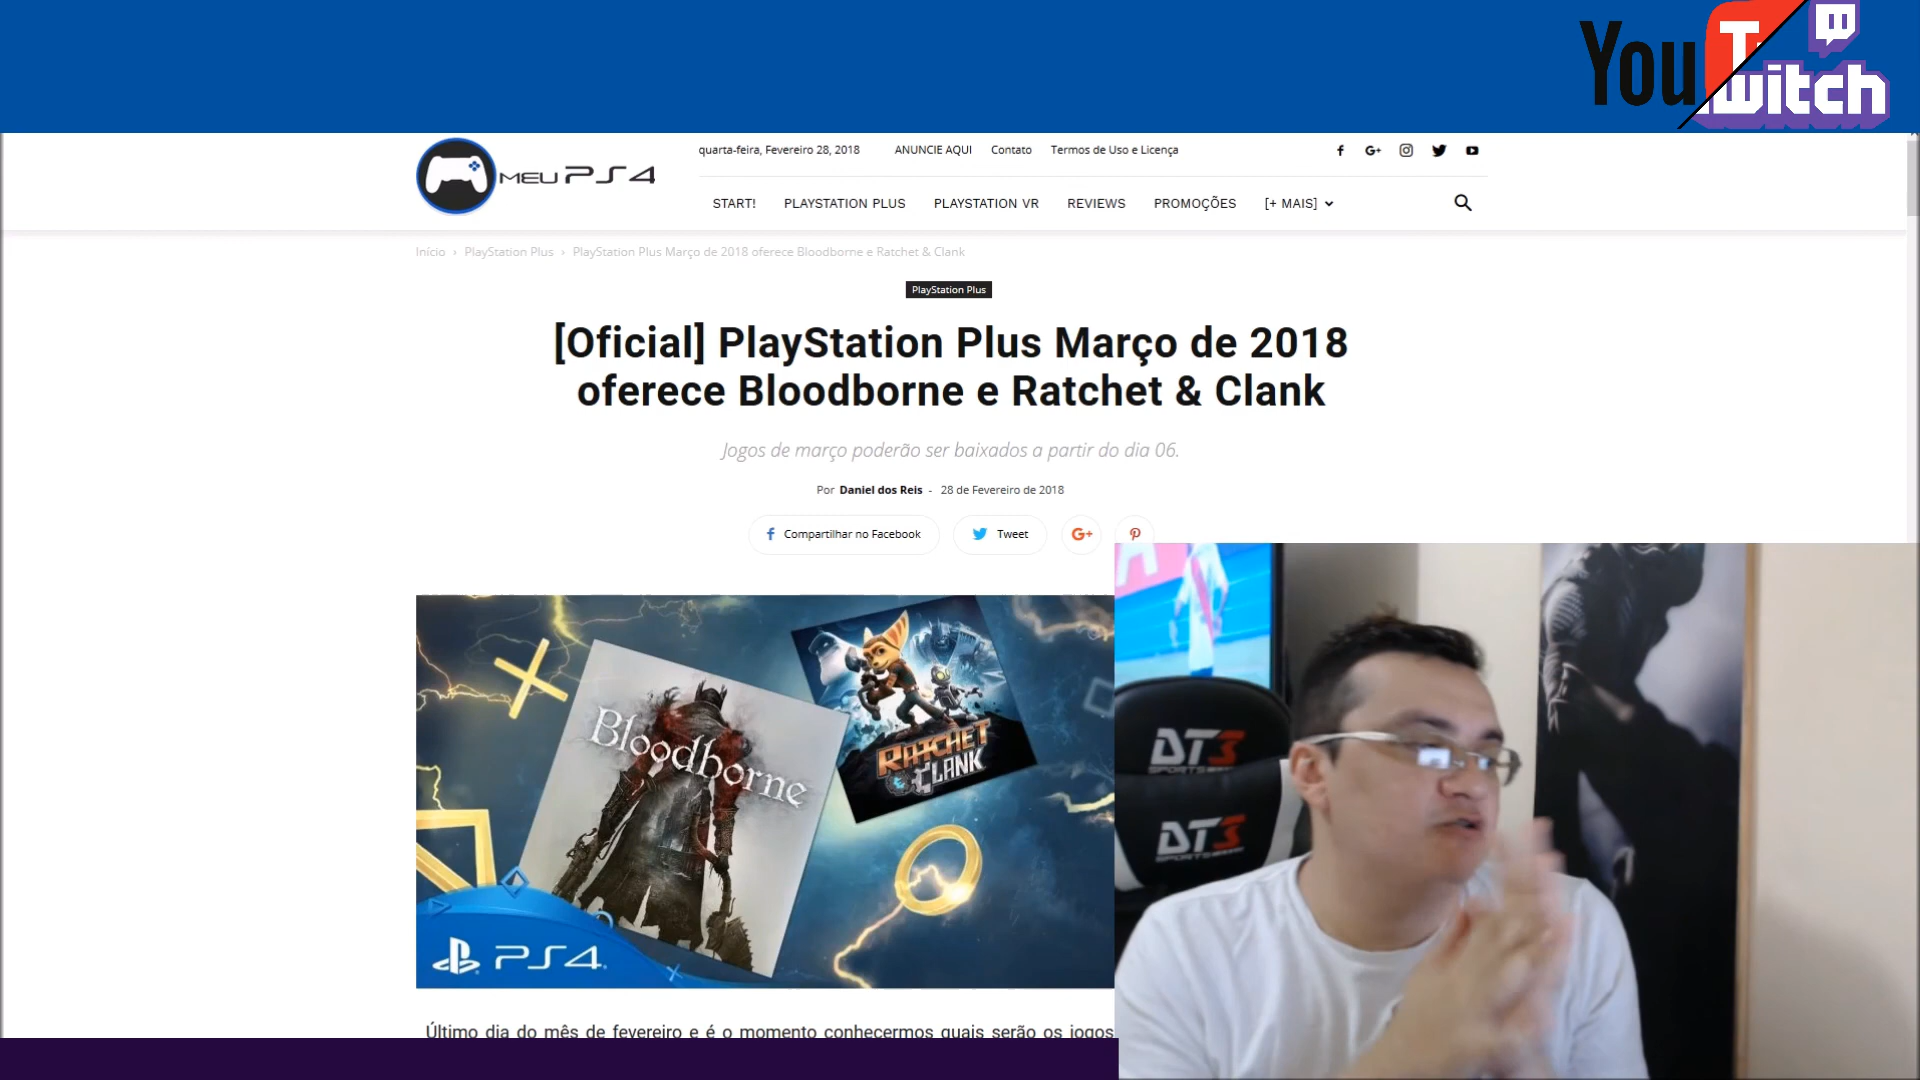 YouT
Twitch
MEU PS4
quarta-feira, Fevereiro 28, 2018
ANUNCIE AQUI
Contato
Termos de Uso e Licença
START!
PLAYSTATION PLUS
PLAYSTATION VR
REVIEWS
PROMOÇÕES
[+ MAIS]
Início › PlayStation Plus › PlayStation Plus Março de 2018 oferece Bloodborne e Ratchet & Clank
PlayStation Plus
[Oficial] PlayStation Plus Março de 2018
oferece Bloodborne e Ratchet & Clank
Jogos de março poderão ser baixados a partir do dia 06.
Por Daniel dos Reis - 28 de Fevereiro de 2018
Compartilhar no Facebook
Tweet
G+
Bloodborne
RATCHET
CLANK
PS4
DT3
SPORTS
DT3
SPORTS
Último dia do mês de fevereiro e é o momento conhecermos quais serão os jogos